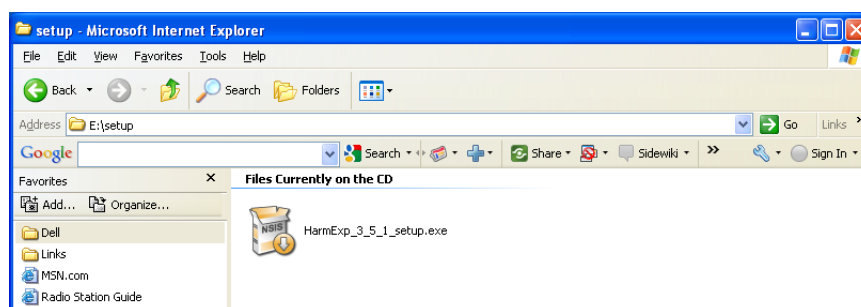 setup - Microsoft Internet Explorer
File Edit View Favorites Tools Help
Back Search Folders
Address E:\setup Go Links »
Google Search Share Sidewiki » Sign In
Favorites x Files Currently on the CD
Add... Organize...
NSIS HarmExp_3_5_1_setup.exe
Dell
Links
MSN.com
Radio Station Guide